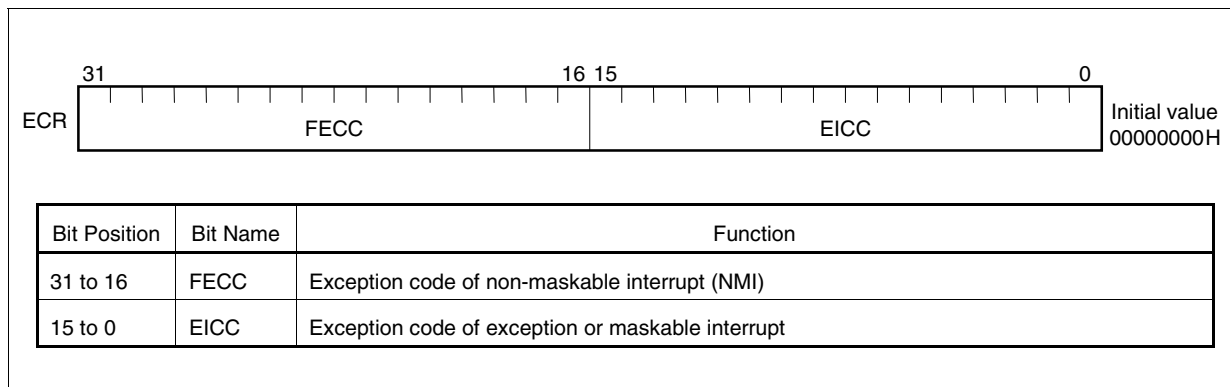 31 16 15 0
ECR FECC EICC Initial value
00000000H
Bit Position Bit Name Function
31 to 16 FECC Exception code of non-maskable interrupt (NMI)
15 to 0 EICC Exception code of exception or maskable interrupt